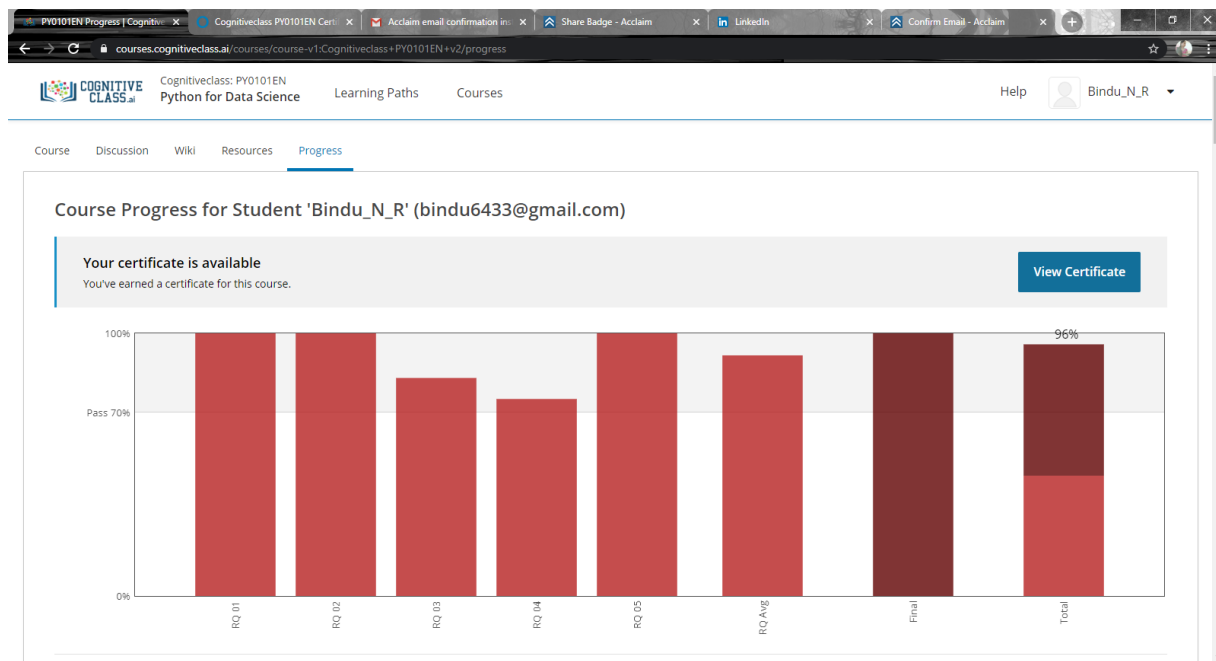 PY0101EN Progress | Cognitive
Cognitiveclass PY0101EN Certi
Acclaim email confirmation ins
Share Badge - Acclaim
in LinkedIn
Confirm Email - Acclaim
courses.cognitiveclass.ai/courses/course-v1:Cognitiveclass+PY0101EN+v2/progress
COGNITIVE
CLASS.ai
Cognitiveclass: PY0101EN
Python for Data Science
Learning Paths
Courses
Help
Bindu_N_R
Course
Discussion
Wiki
Resources
Progress
Course Progress for Student 'Bindu_N_R' (bindu6433@gmail.com)
Your certificate is available
You've earned a certificate for this course.
View Certificate
100%
96%
Pass 70%
0%
RQ 01
RQ 02
RQ 03
RQ 04
RQ 05
RQ Avg
Final
Total